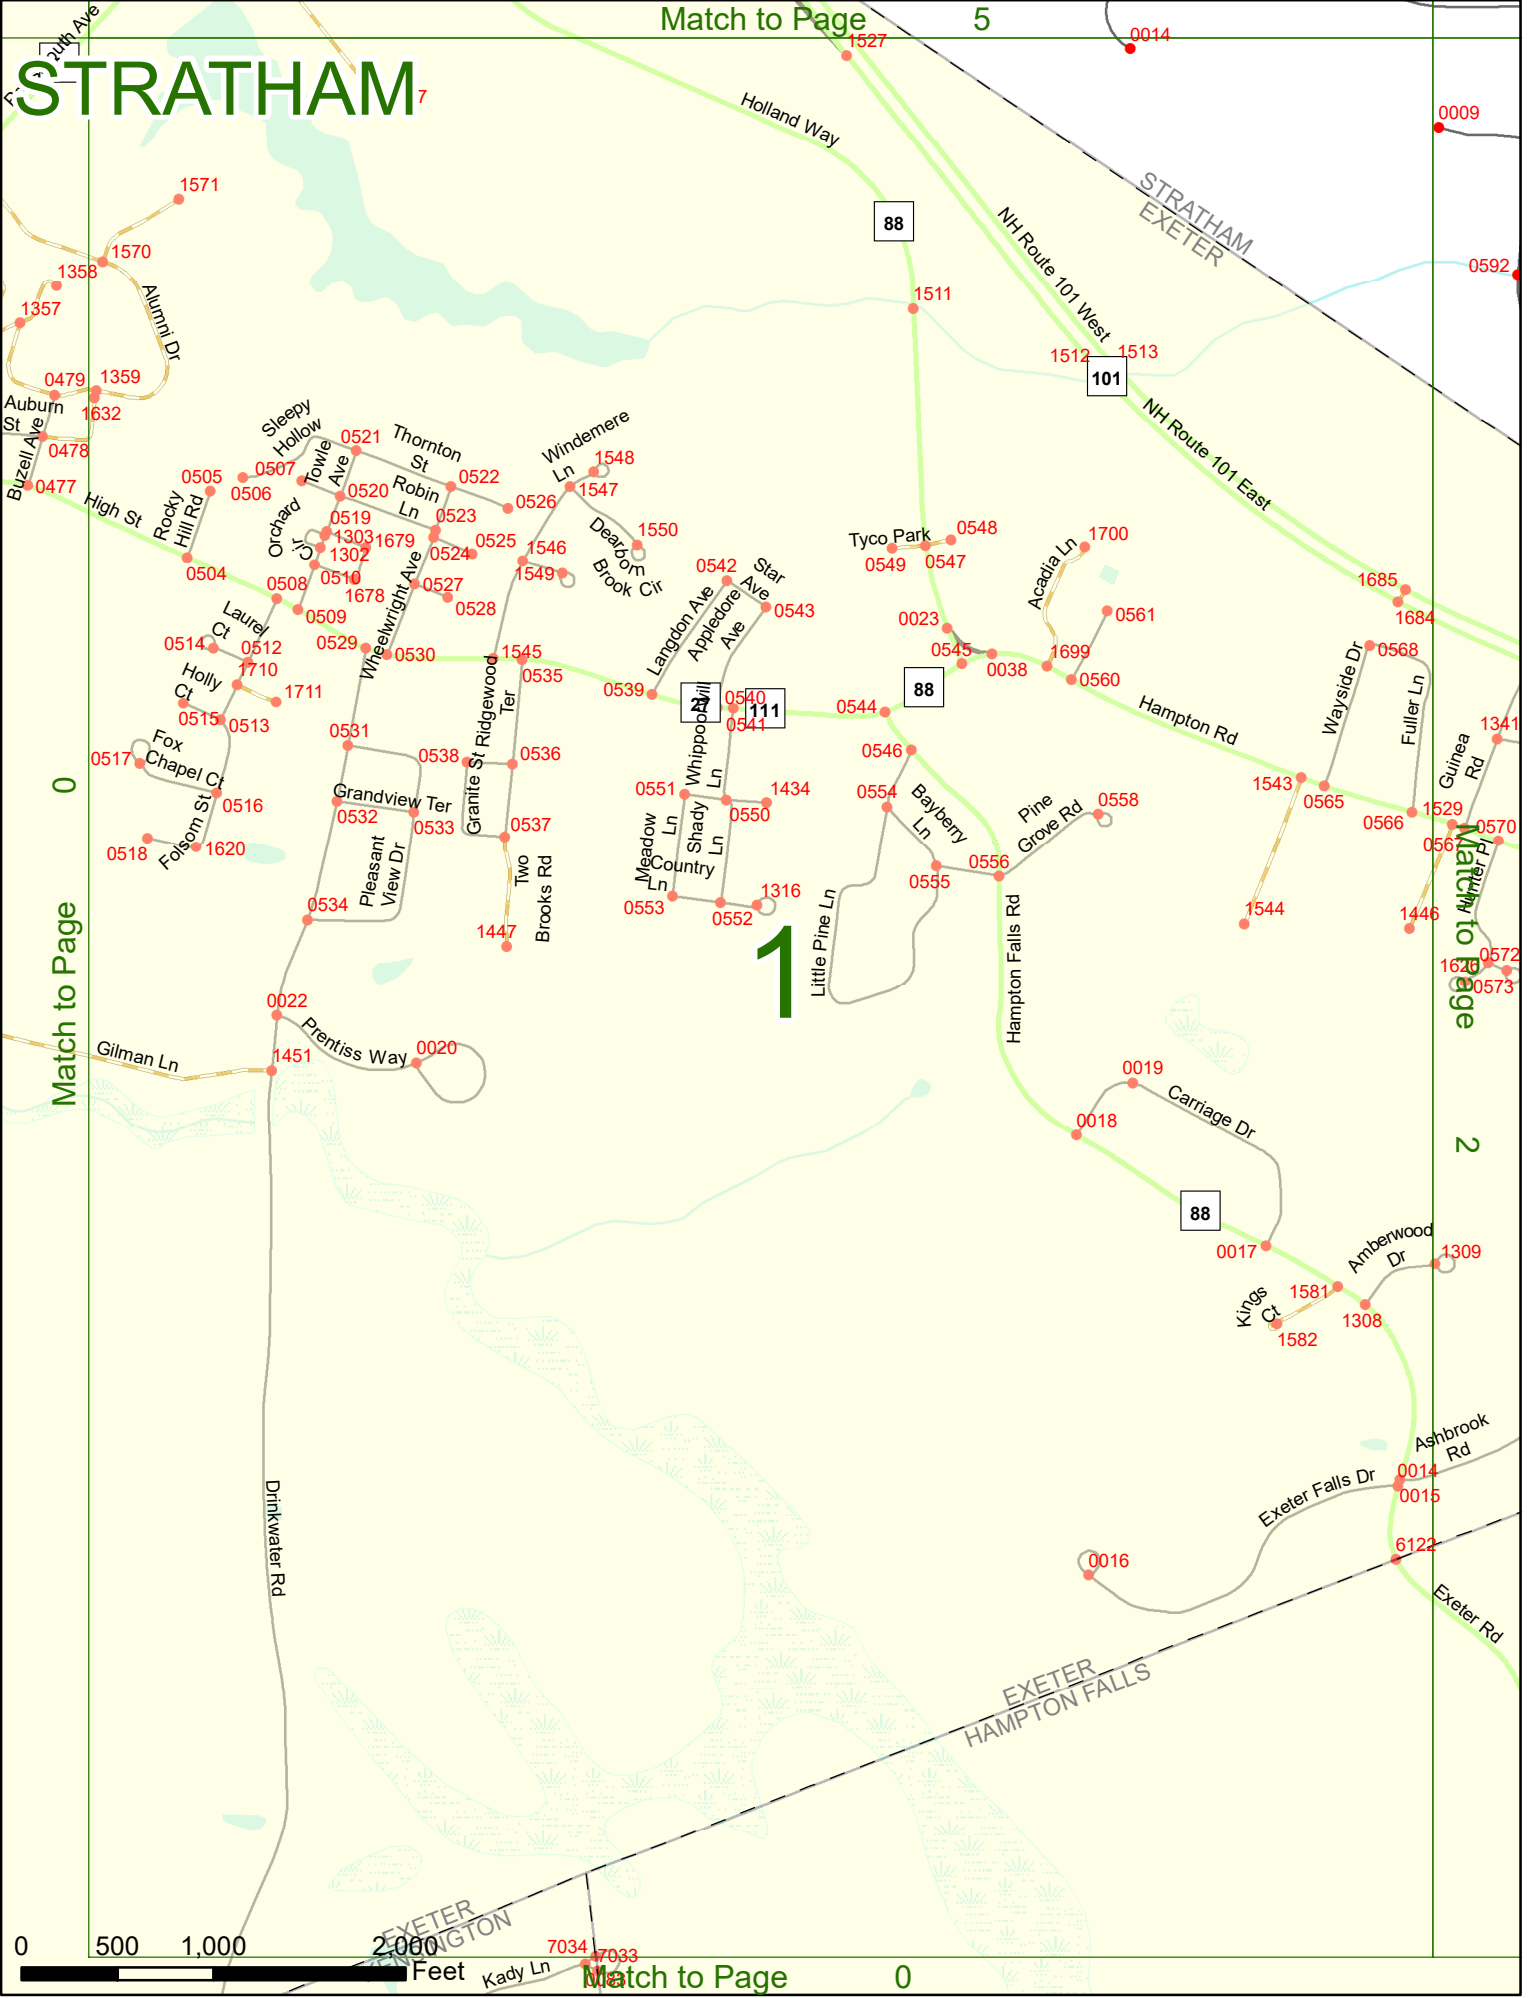 Match to Page 5
STRATHAM
7
1527
0014
0009
Holland Way
88
STRATHAM
EXETER
NH Route 101 West
0592
1571
1570
1358
1357
Alumni Dr
1511
1512
1513
101
NH Route 101 East
0479
1359
1632
Auburn
St
0478
Buzell Ave
0477
High St
Sleepy
Hollow
0521
Thornton
St
Windemere
Ln
1548
1547
0505
0507
0506
Towle
Ave
0520
Robin
Ln
0522
0526
Rocky
Hill Rd
Orchard
Cir
0519
1303
1679
1302
0523
0525
0524
Dearborn
Brook Cir
1550
1546
1549
0504
0510
1678
0508
0509
Wheelwright Ave
0527
0528
Tyco Park
0549
0548
0547
Acadia Ln
1700
0542
Star
Ave
0543
Langdon Ave
Appledore
Ave
0561
1685
1684
Laurel
Ct
0514
0512
0529
0530
1545
0535
0023
0545
0038
1699
0560
0568
Wayside Dr
Fuller Ln
Holly
Ct
1710
1711
0515
0513
Ridgewood
Ter
0539
27
0540
0541
111
88
0544
Hampton Rd
1341
Guinea
Rd
Fox
Chapel Ct
0517
0531
0538
0536
Granite St
Whippoorwill
Ln
0546
1543
0565
0
0516
Grandview Ter
0532
0533
0551
1434
0550
0554
Bayberry
Ln
Pine
Grove Rd
0558
0566
1529
0570
0567
0518
Folsom St
1620
Pleasant
View Dr
0537
Two
Brooks Rd
Meadow
Ln
Shady
Ln
Country
Ln
0553
0552
1316
0555
0556
Hunter Pl
0534
1447
1
Little Pine Ln
Hampton Falls Rd
1544
1446
0572
1626
0573
Match to Page
Match to Page
2
0022
Prentiss Way
0020
Gilman Ln
1451
0019
Carriage Dr
0018
88
0017
Amberwood
Dr
1309
Kings
Ct
1581
1582
1308
Drinkwater Rd
Ashbrook
Rd
0014
0015
Exeter Falls Dr
0016
6122
Exeter Rd
EXETER
HAMPTON FALLS
EXETER
KENSINGTON
0 500 1,000 2,000
Feet
Kady Ln
7034
7033
Match to Page 0